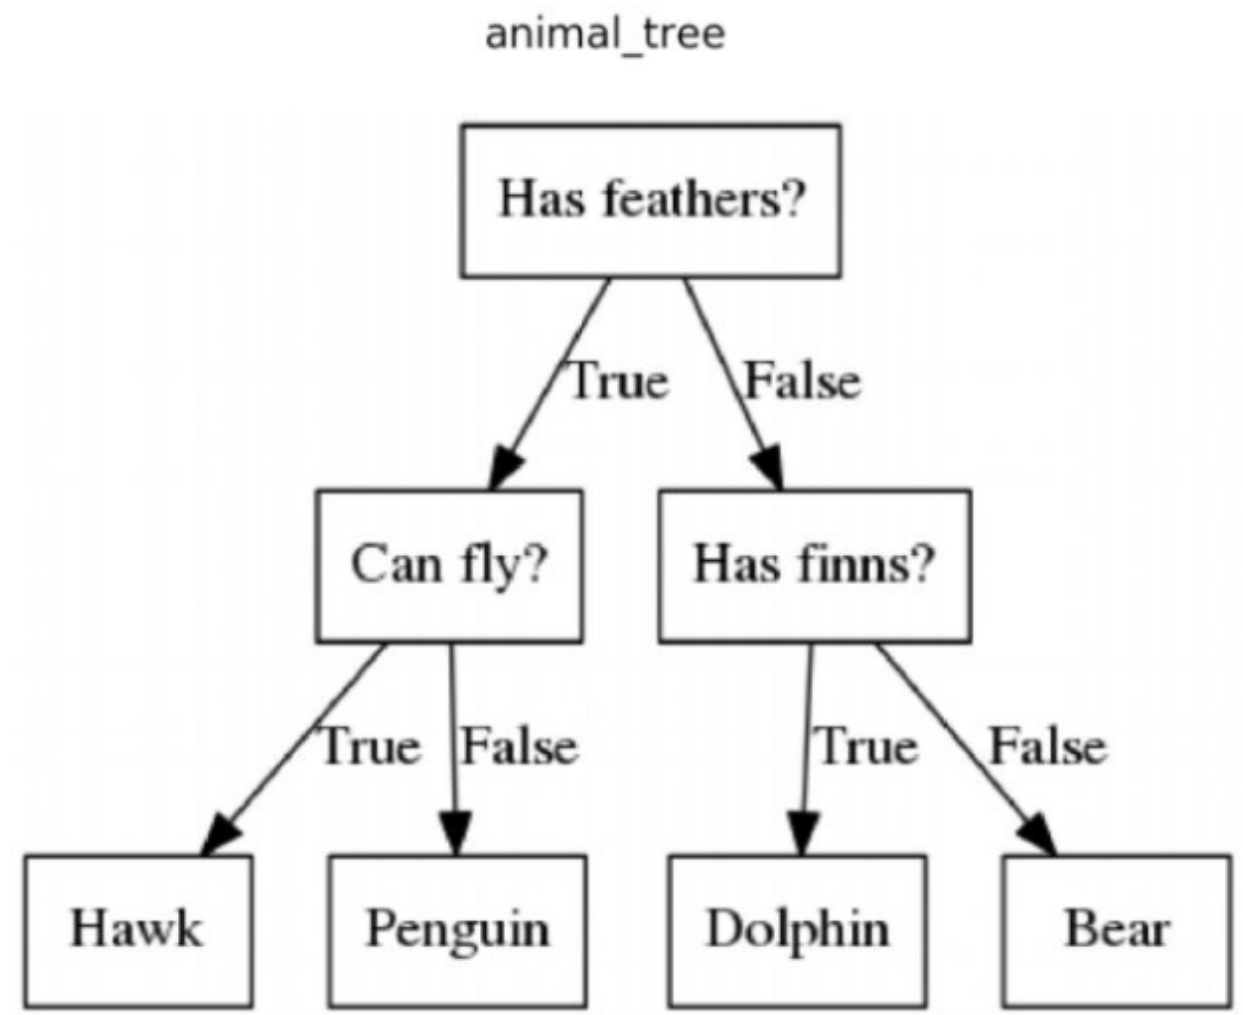 animal_tree
Has feathers?
True False
Can fly? Has finns?
True False True False
Hawk Penguin Dolphin Bear